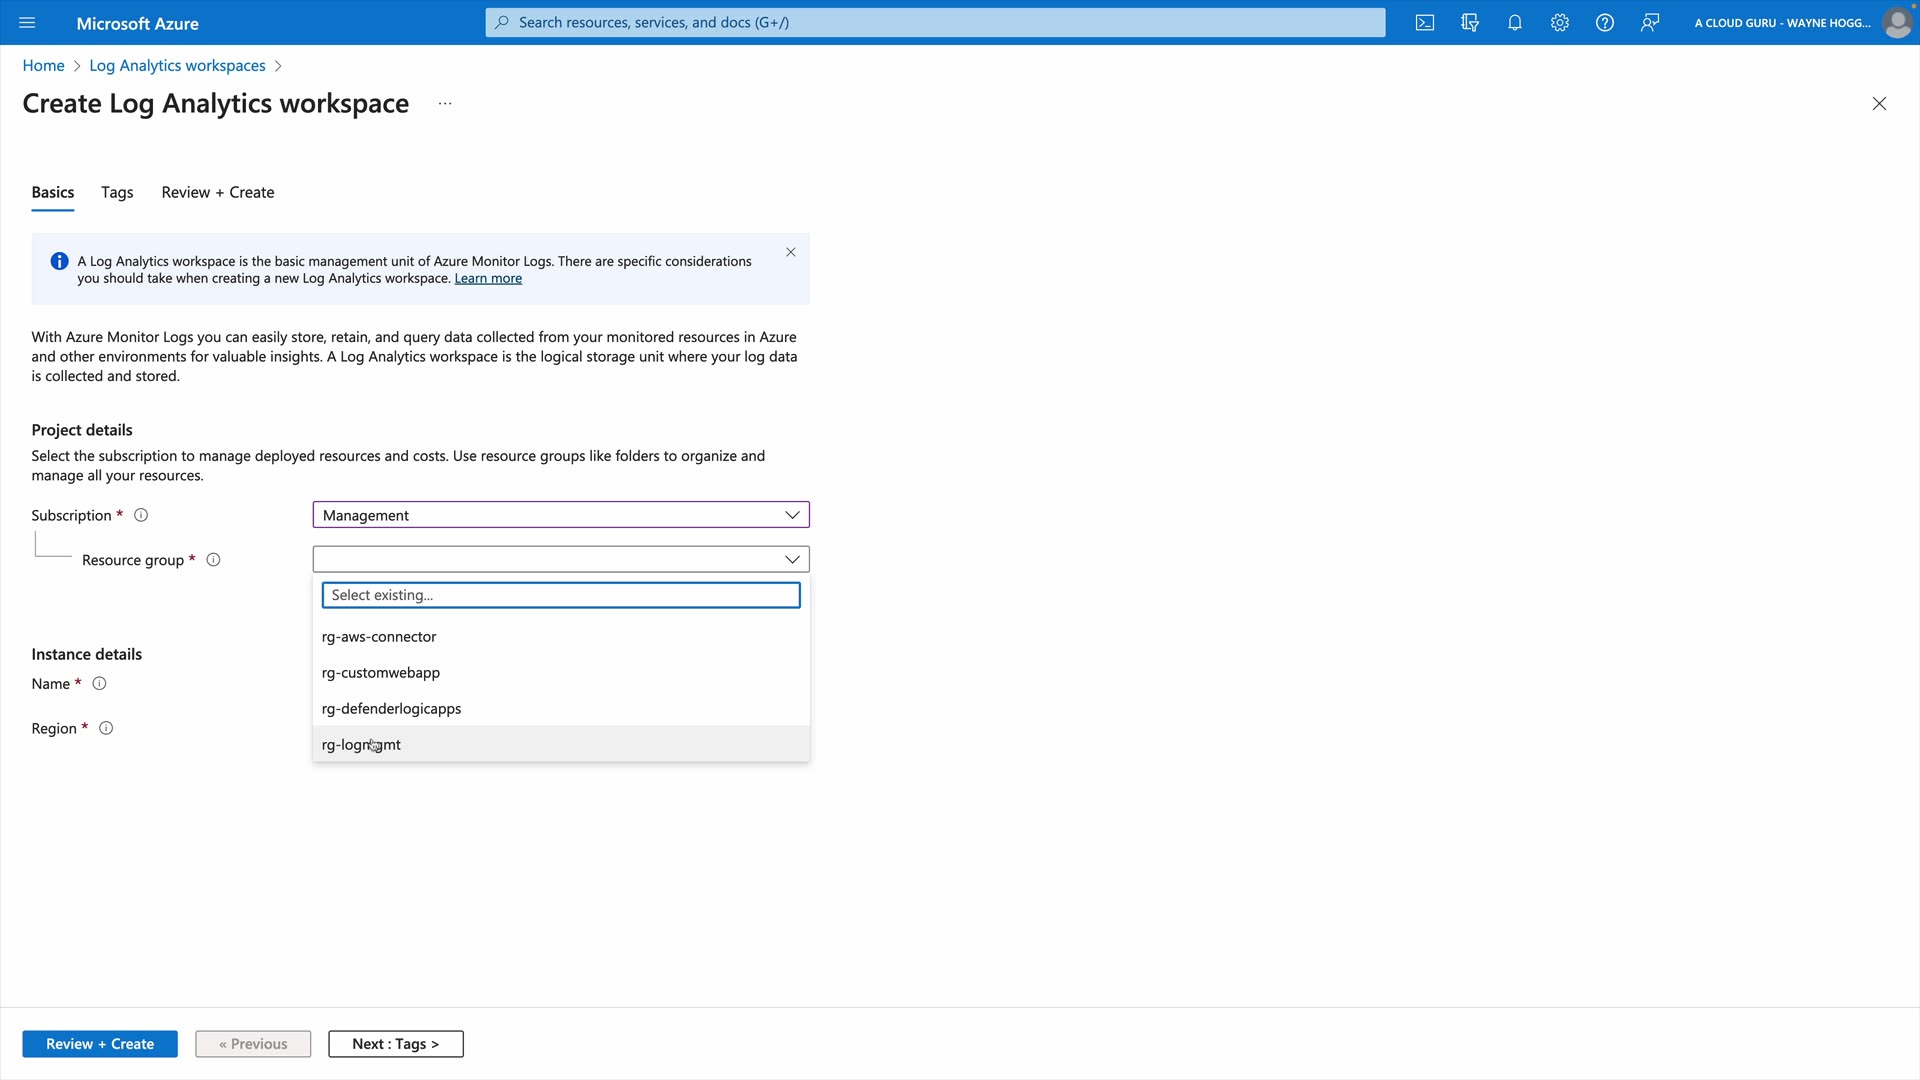 Microsoft Azure
Search resources, services, and docs (G+/)
A CLOUD GURU - WAYNE HOGG...
Home > Log Analytics workspaces >
Create Log Analytics workspace ...
Basics Tags Review + Create
A Log Analytics workspace is the basic management unit of Azure Monitor Logs. There are specific considerations
you should take when creating a new Log Analytics workspace. Learn more
With Azure Monitor Logs you can easily store, retain, and query data collected from your monitored resources in Azure
and other environments for valuable insights. A Log Analytics workspace is the logical storage unit where your log data
is collected and stored.
Project details
Select the subscription to manage deployed resources and costs. Use resource groups like folders to organize and
manage all your resources.
Subscription *
Management
Resource group *
Select existing...
rg-aws-connector
rg-customwebapp
rg-defenderlogicapps
rg-logmgmt
Instance details
Name *
Region *
Review + Create
« Previous
Next : Tags >